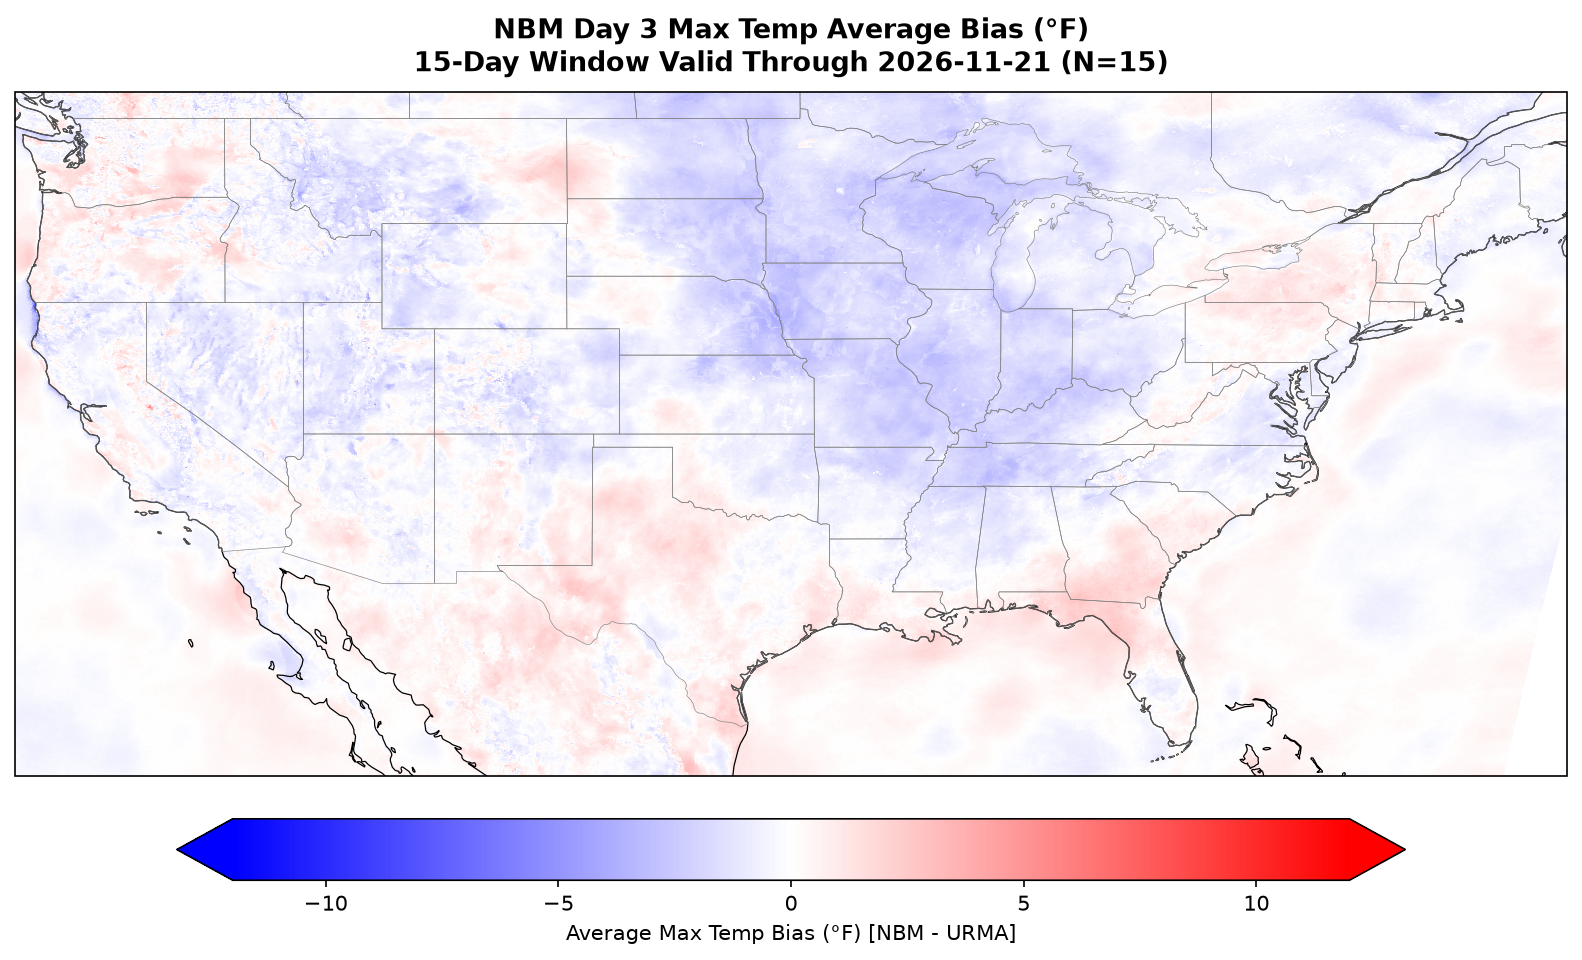 NBM Day 3 Max Temp Average Bias (°F)
15-Day Window Valid Through 2026-11-21 (N=15)
−10 −5 0 5 10
Average Max Temp Bias (°F) [NBM - URMA]